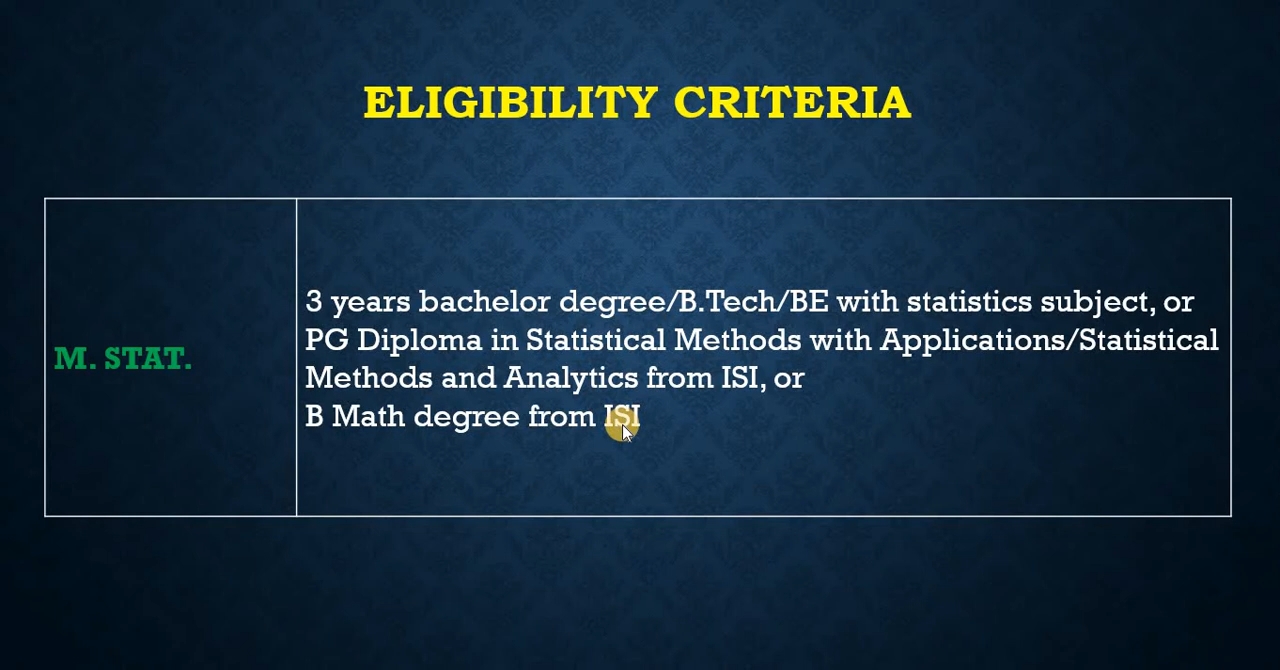 ELIGIBILITY CRITERIA
M. STAT.
3 years bachelor degree/B.Tech/BE with statistics subject, or
PG Diploma in Statistical Methods with Applications/Statistical
Methods and Analytics from ISI, or
B Math degree from ISI